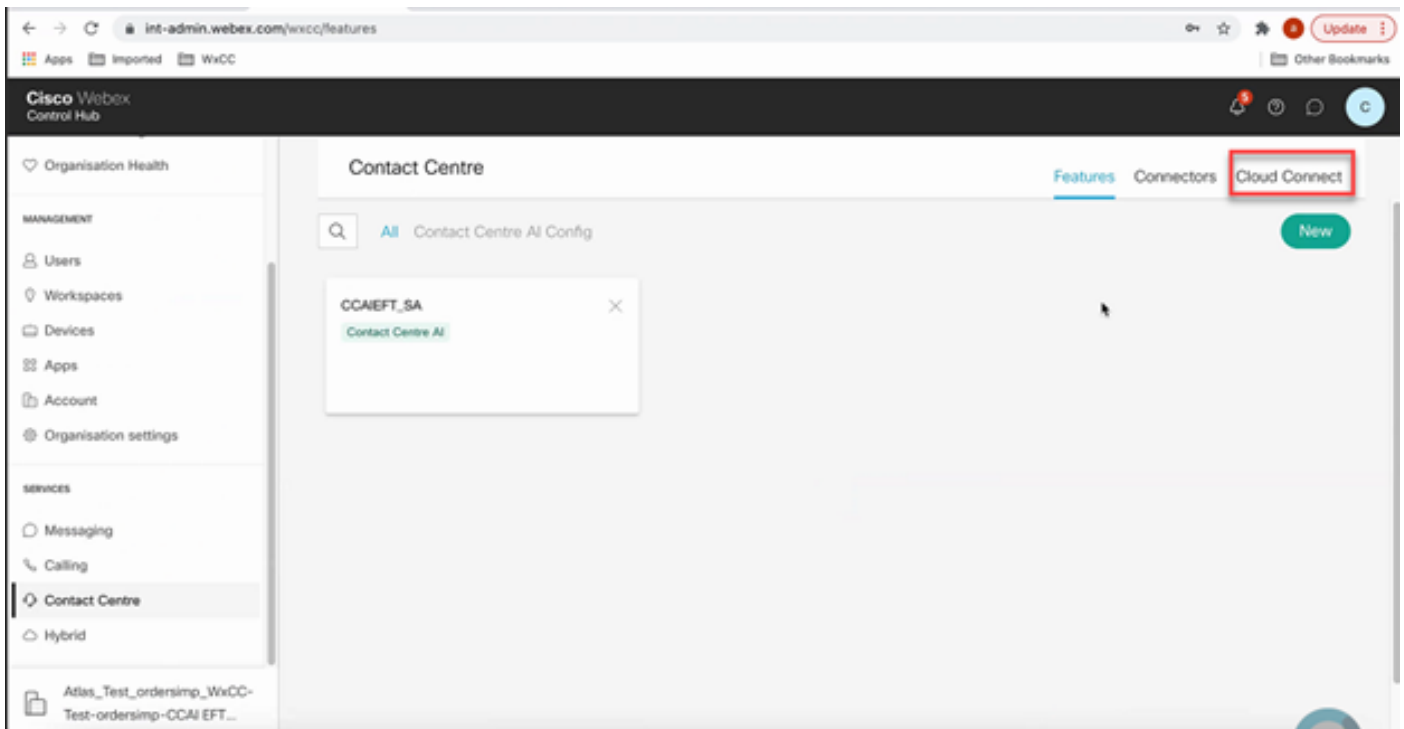 int-admin.webex.com/wxcc/features
Update
Apps Imported WxCC
Other Bookmarks
Cisco Webex
Control Hub
5
C
Organisation Health
Contact Centre
Features Connectors Cloud Connect
MANAGEMENT
All Contact Centre AI Config
New
Users
Workspaces
CCAIEFT_SA
Contact Centre AI
Devices
Apps
Account
Organisation settings
SERVICES
Messaging
Calling
Contact Centre
Hybrid
Atlas_Test_ordersimp_WxCC-
Test-ordersimp-CCAI EFT...